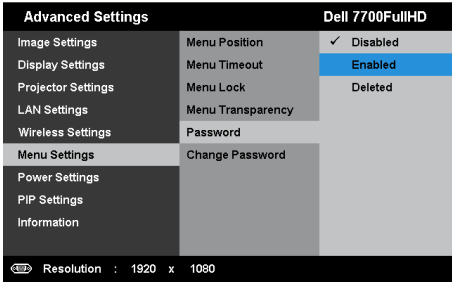 Advanced Settings
Dell 7700FullHD
Image Settings
Display Settings
Projector Settings
LAN Settings
Wireless Settings
Menu Settings
Power Settings
PIP Settings
Information
Menu Position
Menu Timeout
Menu Lock
Menu Transparency
Password
Change Password
✓ Disabled
Enabled
Deleted
Resolution : 1920 x 1080